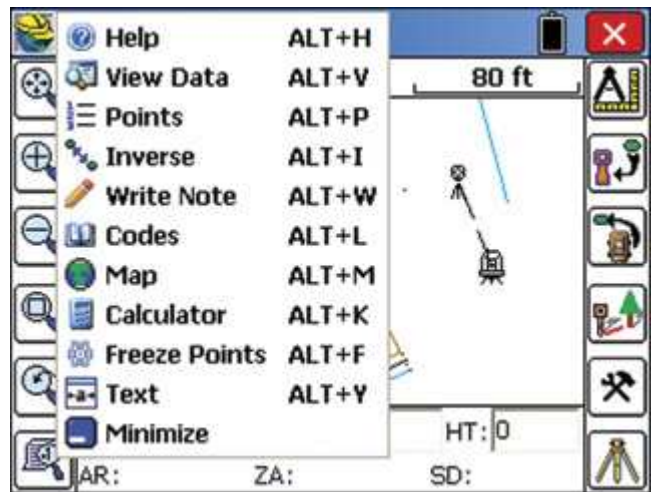 Help ALT+H
View Data ALT+V
Points ALT+P
Inverse ALT+I
Write Note ALT+W
Codes ALT+L
Map ALT+M
Calculator ALT+K
Freeze Points ALT+F
Text ALT+Y
Minimize
80 ft
HT: 0
AR: ZA: SD: